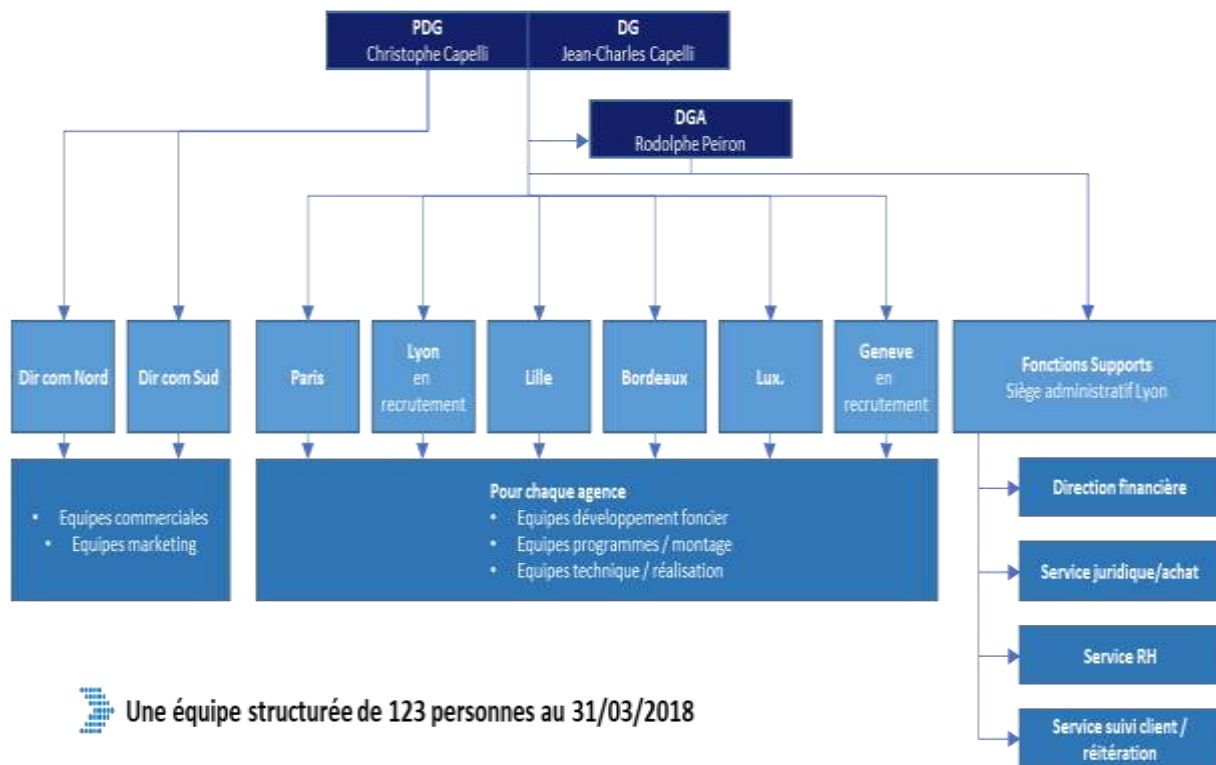 PDG
Christophe Capelli
DG
Jean-Charles Capelli
DGA
Rodolphe Peiron
Dir com Nord
Dir com Sud
Paris
Lyon
en
recrutement
Lille
Bordeaux
Lux.
Geneve
en
recrutement
Fonctions Supports
Siège administratif Lyon
• Equipes commerciales
• Equipes marketing
Pour chaque agence
• Equipes développement foncier
• Equipes programmes / montage
• Equipes technique / réalisation
Direction financière
Service juridique/achat
Service RH
Service suivi client /
réitération
Une équipe structurée de 123 personnes au 31/03/2018